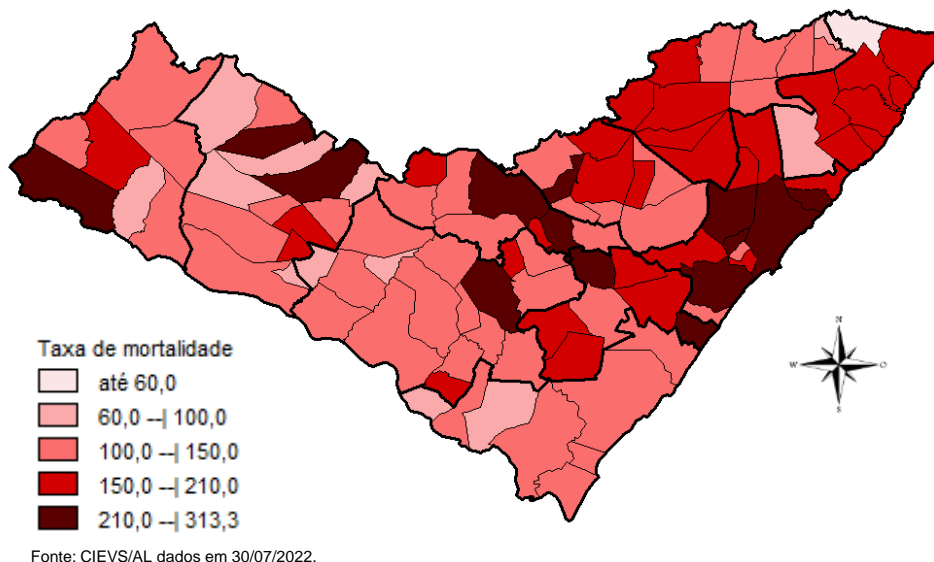 Taxa de mortalidade
até 60,0
60,0 --| 100,0
100,0 --| 150,0
150,0 --| 210,0
210,0 --| 313,3
N
W
O
S
Fonte: CIEVS/AL dados em 30/07/2022.